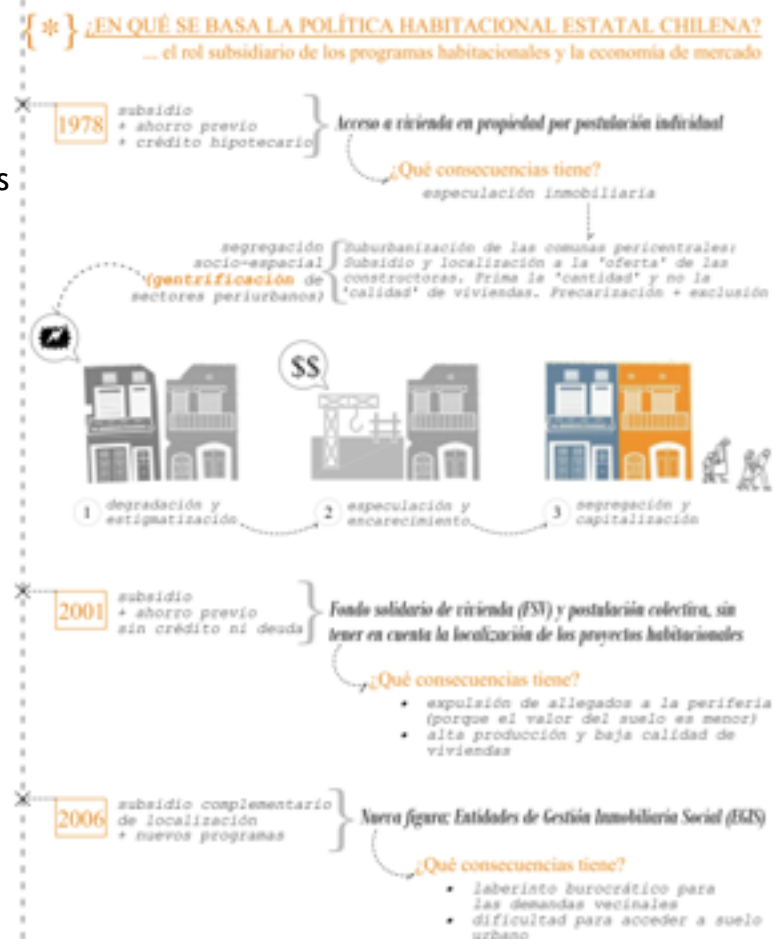 {*} ¿EN QUÉ SE BASA LA POLÍTICA HABITACIONAL ESTATAL CHILENA?
... el rol subsidiario de los programas habitacionales y la economía de mercado
s
1978
subsidio
+ ahorro previo
+ crédito hipotecario
Acceso a vivienda en propiedad por postulación individual
¿Qué consecuencias tiene?
especulación inmobiliaria
segregación
socio-espacial
(gentrificación de
sectores periurbanos)
Suburbanización de las comunas pericentrales:
Subsidio y localización a la "oferta" de las
constructoras. Prima la "cantidad" y no la
"calidad" de viviendas. Precarización + exclusión
$$
1 degradación y
estigmatización
2 especulación y
encarecimiento
3 segregación y
capitalización
2001
subsidio
+ ahorro previo
sin crédito ni deuda
Fondo solidario de vivienda (FSV) y postulación colectiva, sin
tener en cuenta la localización de los proyectos habitacionales
¿Qué consecuencias tiene?
• expulsión de allegados a la periferia
(porque el valor del suelo es menor)
• alta producción y baja calidad de
viviendas
2006
subsidio complementario
de localización
+ nuevos programas
Nueva figura: Entidades de Gestión Inmobiliaria Social (EGIS)
¿Qué consecuencias tiene?
• laberinto burocrático para
las demandas vecinales
• dificultad para acceder a suelo
urbano